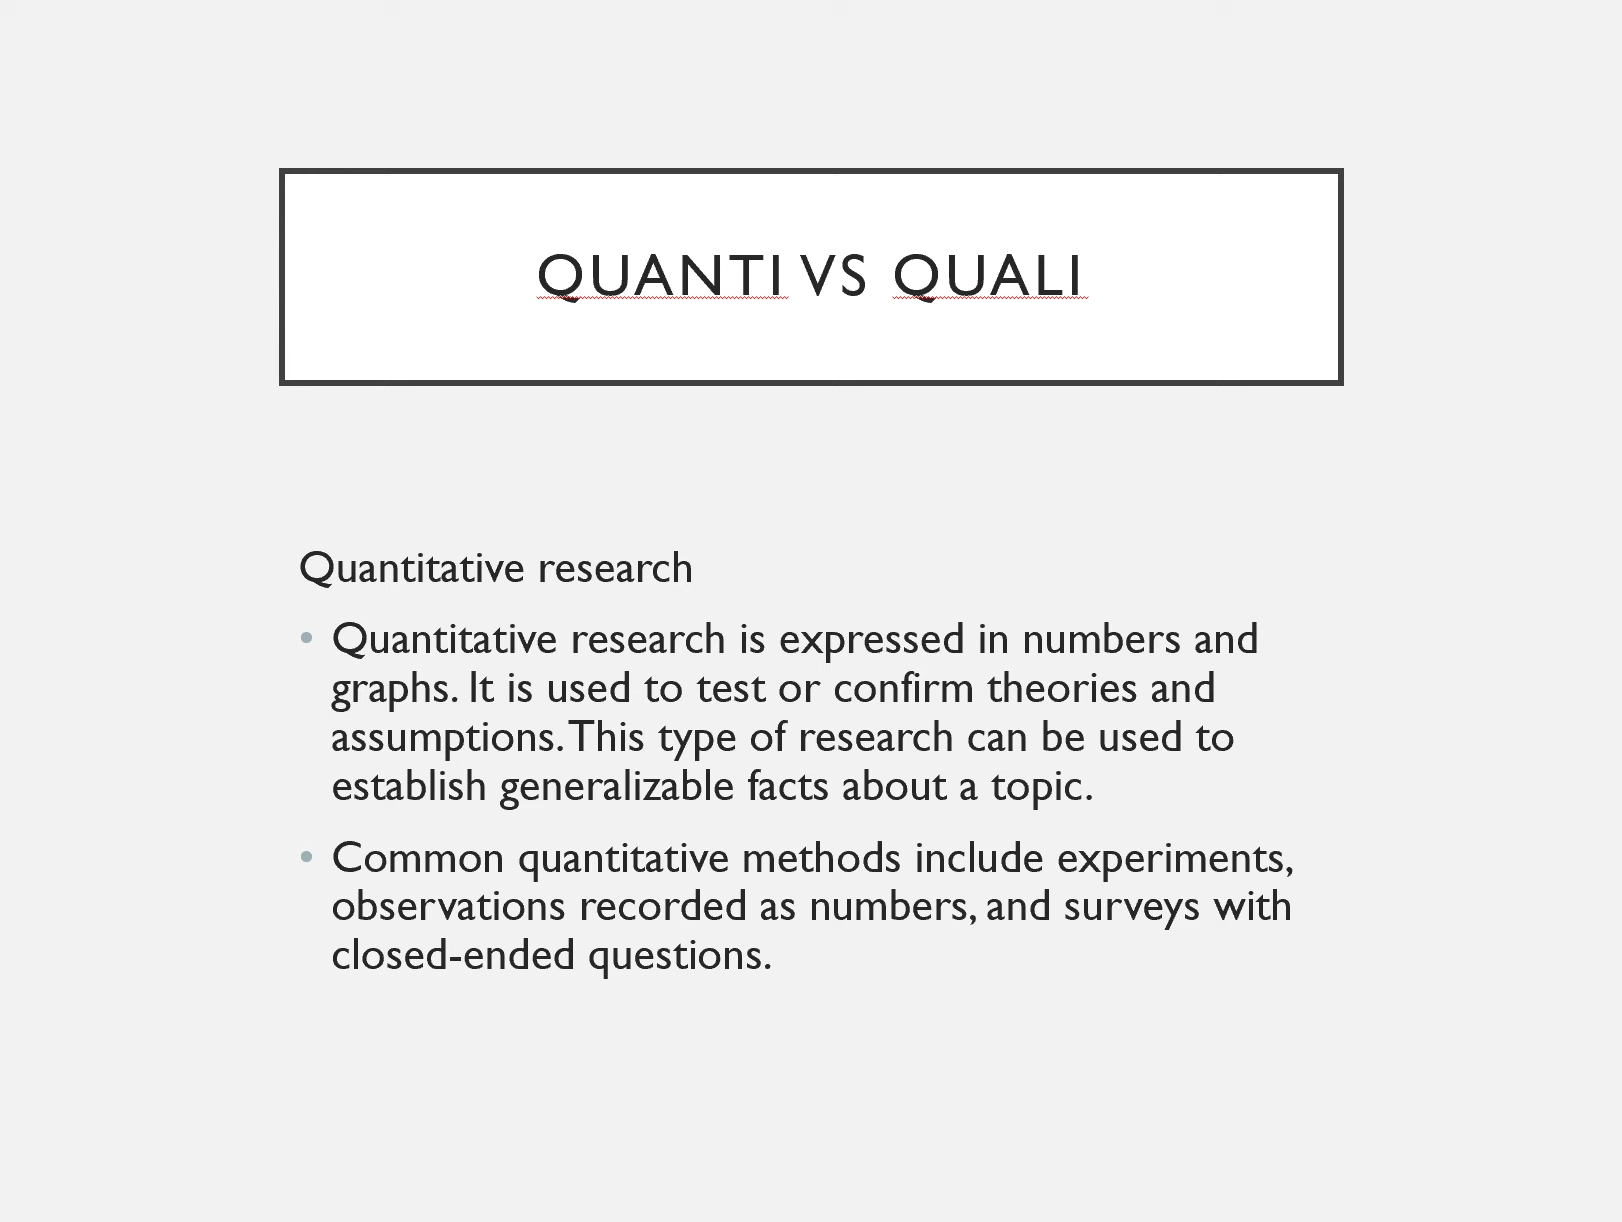 QUANTI VS QUALI
Quantitative research
• Quantitative research is expressed in numbers and
graphs. It is used to test or confirm theories and
assumptions. This type of research can be used to
establish generalizable facts about a topic.
• Common quantitative methods include experiments,
observations recorded as numbers, and surveys with
closed-ended questions.